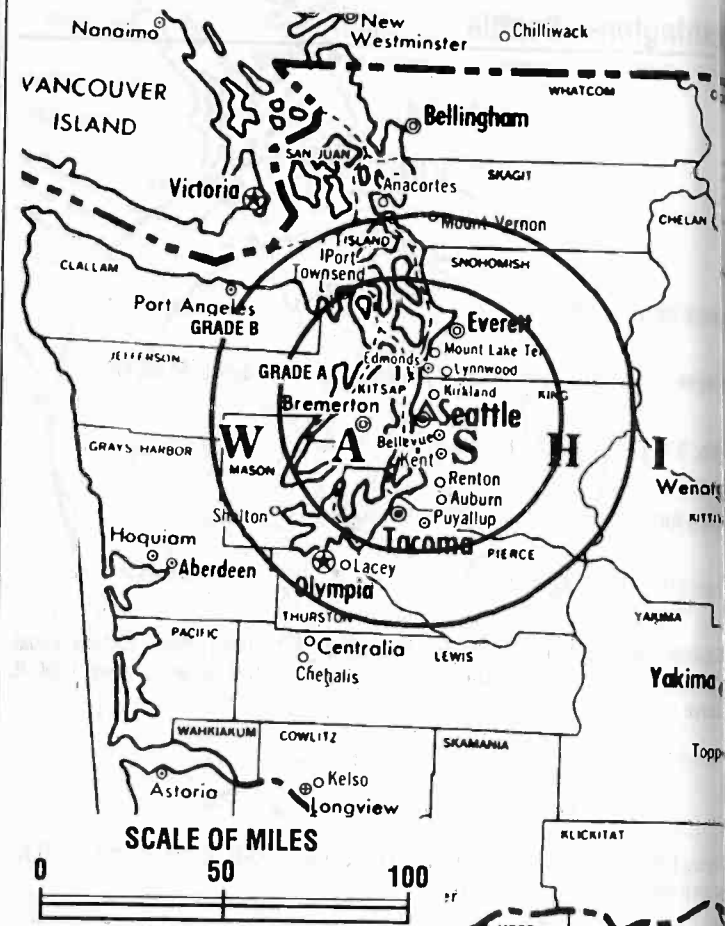 Nanaimo
New
Westminster
Chilliwack
WHATCOM
VANCOUVER
ISLAND
Bellingham
SAN JUAN
SKAGIT
Victoria
Anacortes
Mount Vernon
CHELAN
ISLAND
CLALLAM
Port
Townsend
SNOHOMISH
Port Angeles
GRADE B
Everett
JEFFERSON
Mount Lake Ter
Edmonds
Lynnwood
GRADE A
KITSAP
Kirkland
KING
Bremerton
Seattle
Bellevue
W A S H I
GRAYS HARBOR
MASON
Kent
Renton
Wenat
Auburn
KITTI
Shelton
Puyallup
Tacoma
Hoquiam
PIERCE
Aberdeen
Lacey
Olympia
THURSTON
YAKIMA
PACIFIC
Centralia
LEWIS
Chehalis
Yakima
WAHKIAKUM
COWLITZ
SKAMANIA
Topp
Kelso
Astoria
Longview
SCALE OF MILES
KLICKITAT
0 50 100
er